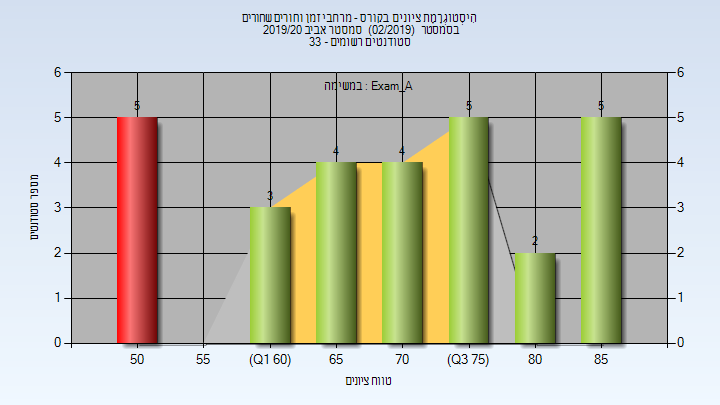 היסטוגרמת ציונים בקורס - מרחבי זמן וחורים שחורים
בסמסטר (02/2019) סמסטר אביב 2019/20
סטודנטים רשומים - 33
במשימה : Exam_A
6 6
5 5 5 5
5 5
4 4
4 4
3
3 3
2
2 2
1 1
0 0
50 55 (Q1 60) 65 70 (Q3 75) 80 85
מספר סטודנטים
טווח ציונים